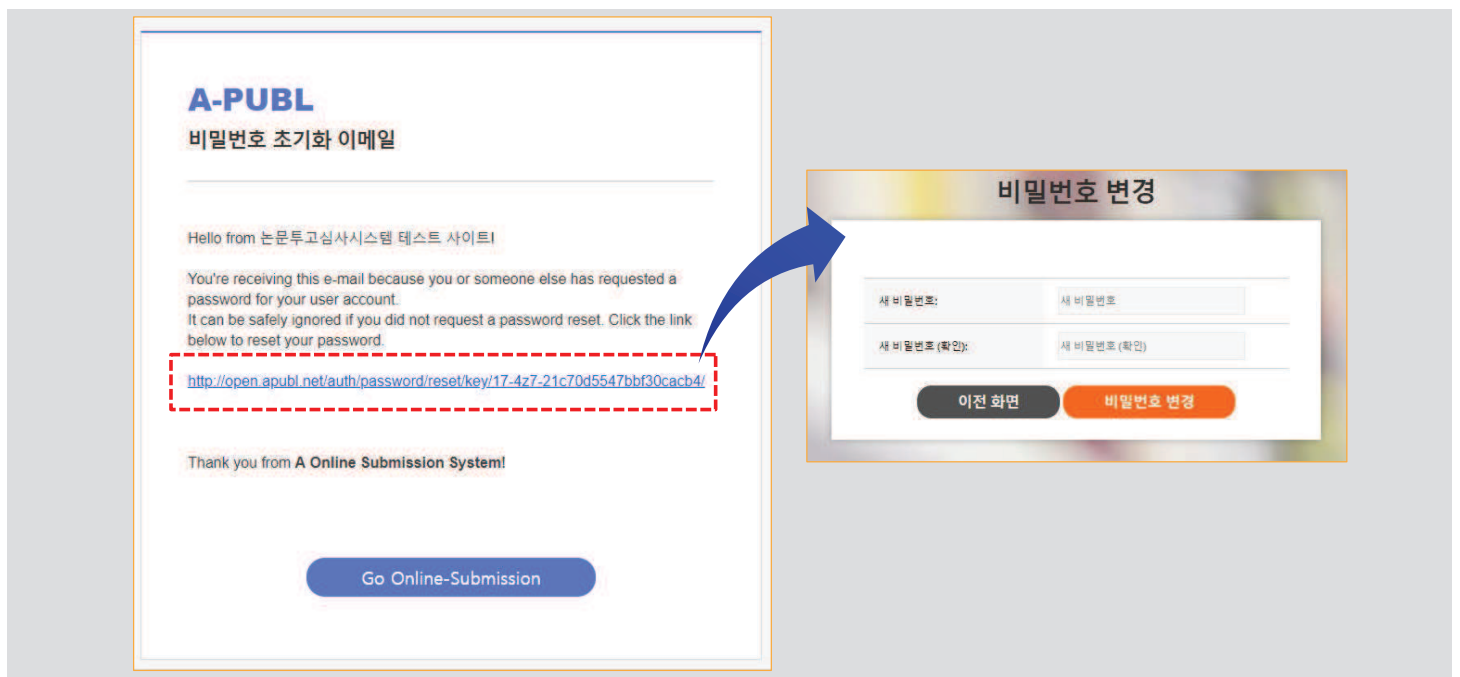 A-PUBL
비밀번호 초기화 이메일
Hello from 논문투고심사시스템 테스트 사이트!
You're receiving this e-mail because you or someone else has requested a
password for your user account.
It can be safely ignored if you did not request a password reset. Click the link
below to reset your password.
http://open.apubl.net/auth/password/reset/key/17-4z7-21c70d5547bbf30cacb4/
Thank you from A Online Submission System!
Go Online-Submission
비밀번호 변경
새 비밀번호: 새 비밀번호
새 비밀번호 (확인): 새 비밀번호 (확인)
이전 화면 비밀번호 변경